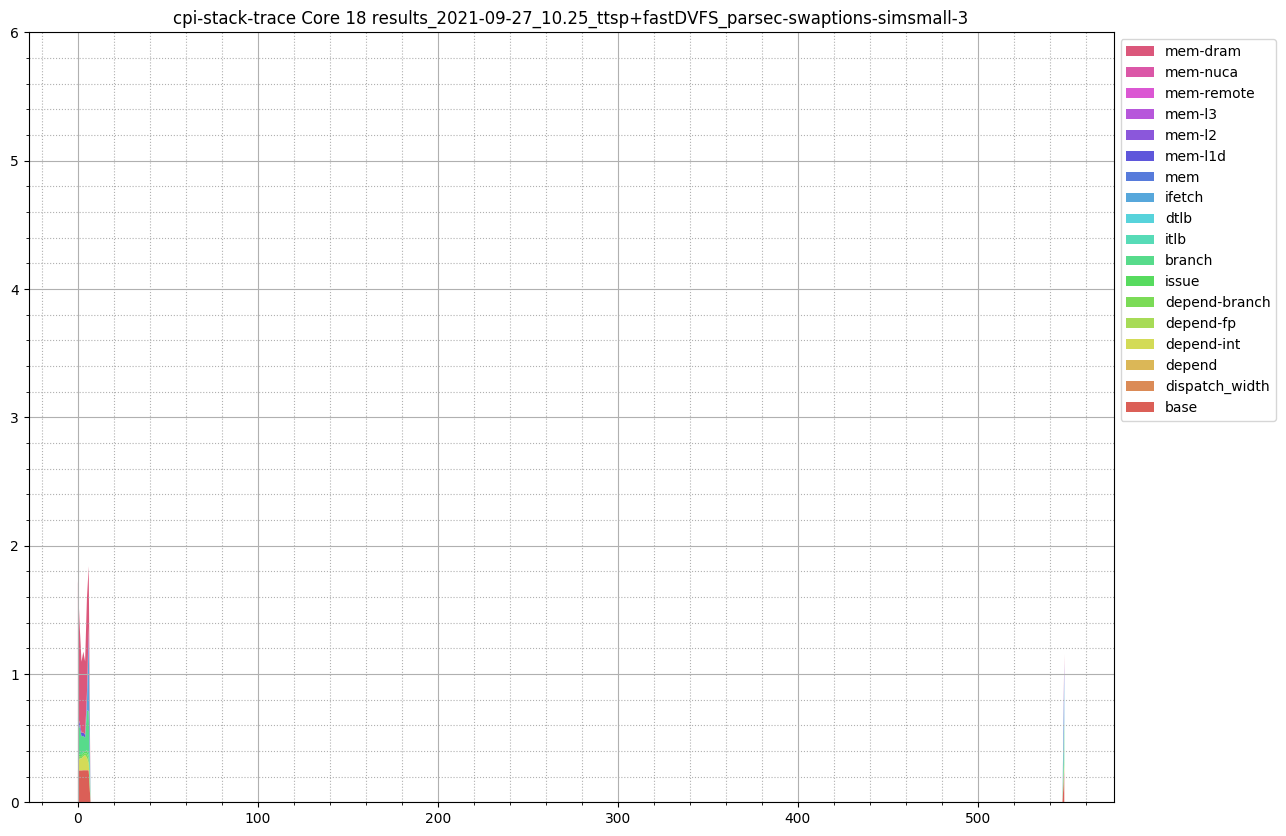 cpi-stack-trace Core 18 results_2021-09-27_10.25_ttsp+fastDVFS_parsec-swaptions-simsmall-3
6
5
4
3
2
1
0
0 100 200 300 400 500
mem-dram
mem-nuca
mem-remote
mem-l3
mem-l2
mem-l1d
mem
ifetch
dtlb
itlb
branch
issue
depend-branch
depend-fp
depend-int
depend
dispatch_width
base